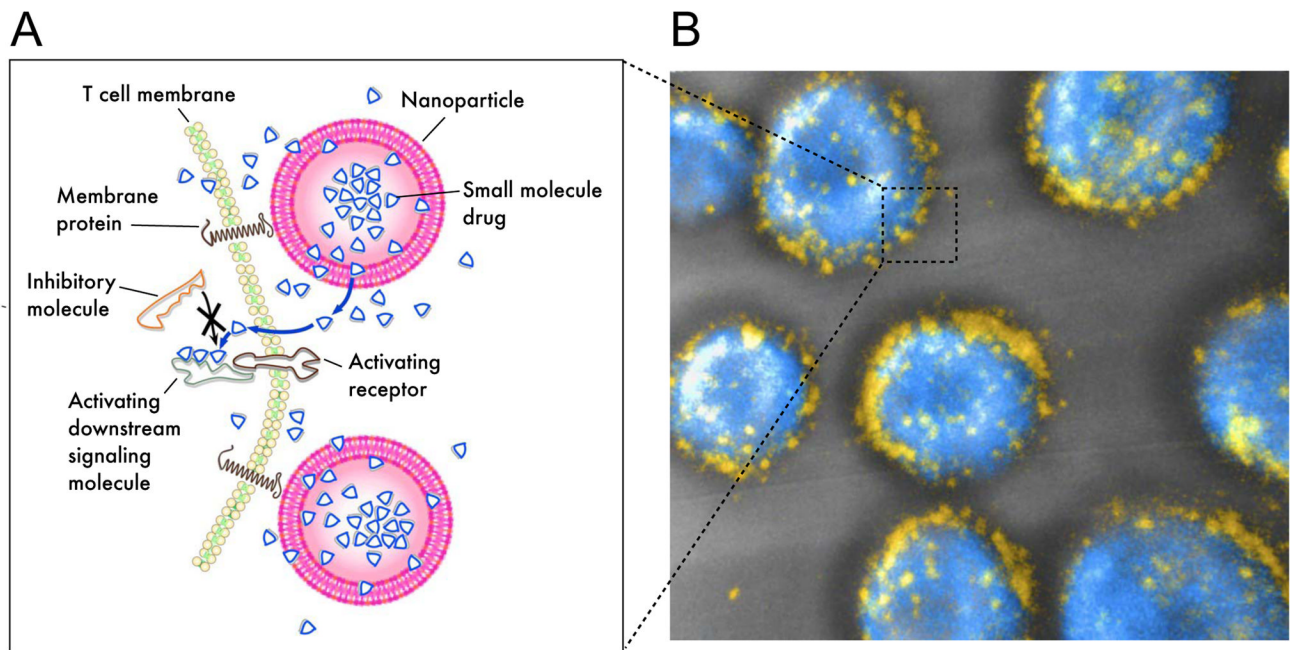 A
B
T cell membrane
Nanoparticle
Small molecule
drug
Membrane
protein
Inhibitory
molecule
Activating
receptor
Activating
downstream
signaling
molecule